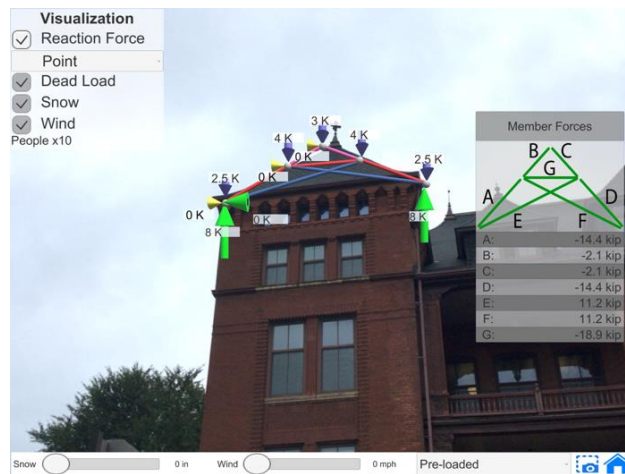 Visualization
Reaction Force
Point
Dead Load
Snow
Wind
People x10
3 K
4 K
4 K
0 K
2.5 K
0 K
2.5 K
0 K
0 K
8 K
8 K
Member Forces
B C
G
A D
E F
A: -14.4 kip
B: -2.1 kip
C: -2.1 kip
D: -14.4 kip
E: 11.2 kip
F: 11.2 kip
G: -18.9 kip
Snow 0 in Wind 0 mph Pre-loaded